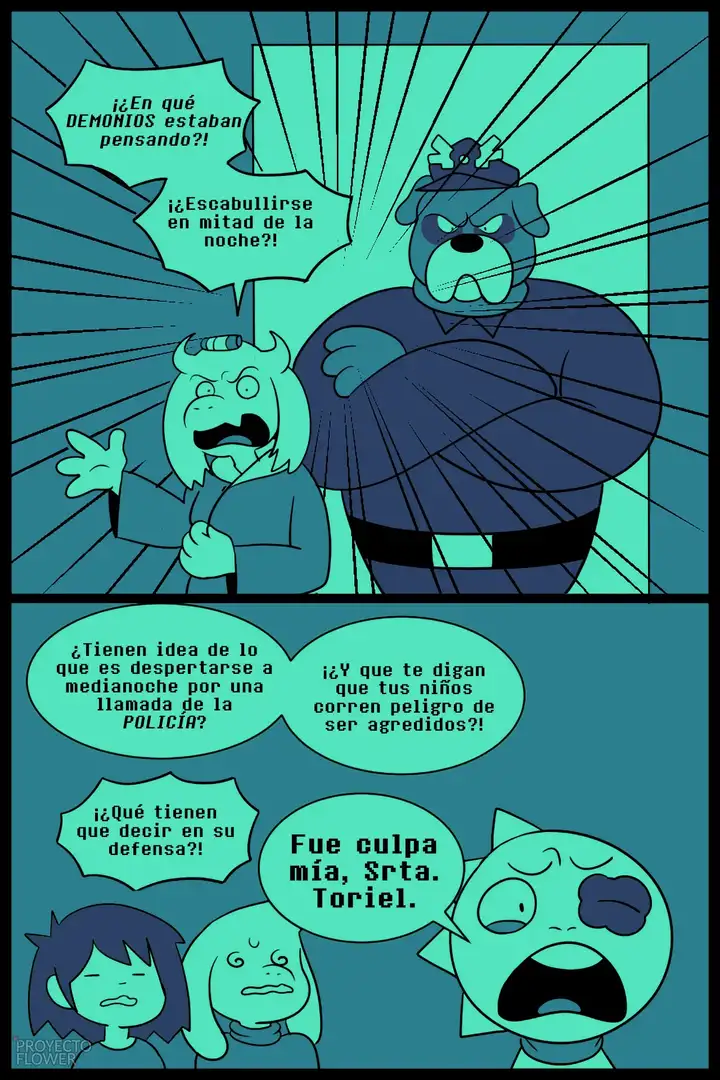 ¡¿En qué
DEMONIOS estaban
pensando?!
¡¿Escabullirse
en mitad de la
noche?!
¿Tienen idea de lo
que es despertarse a
medianoche por una
llamada de la
POLICÍA?
¡¿Y que te digan
que tus niños
corren peligro de
ser agredidos?!
¡¿Qué tienen
que decir en su
defensa?!
Fue culpa
mía, Srta.
Toriel.
PROYECTO
FLOWER